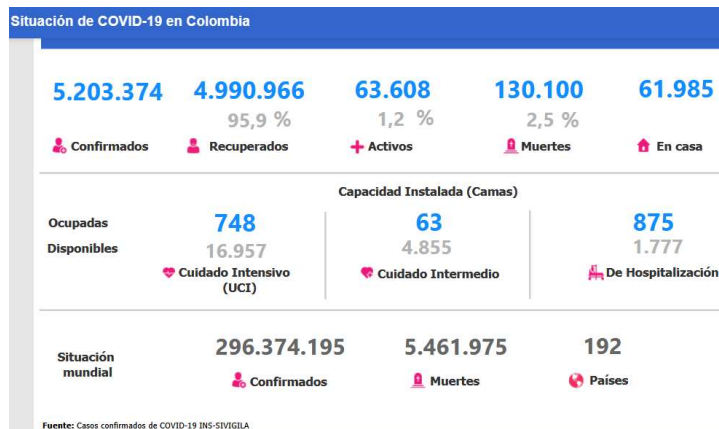 Situación de COVID-19 en Colombia
5.203.374 4.990.966 63.608 130.100 61.985
95,9 % 1,2 % 2,5 %
Confirmados Recuperados Activos Muertes En casa
Capacidad Instalada (Camas)
Ocupadas 748 63 875
Disponibles 16.957 4.855 1.777
Cuidado Intensivo Cuidado Intermedio De Hospitalización
(UCI)
296.374.195 5.461.975 192
Situación
mundial
Confirmados Muertes Países
Fuente: Casos confirmados de COVID-19 INS-SIVIGILA